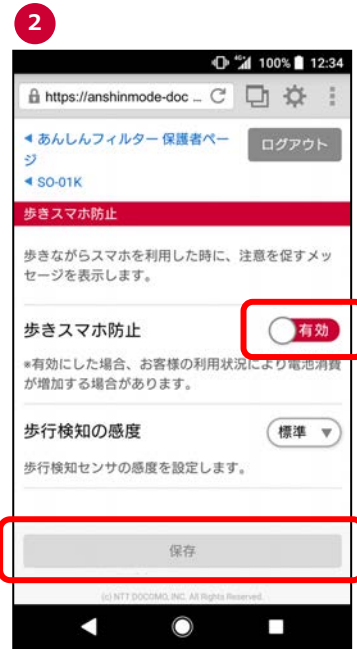 2
4G 100% 12:34
https://anshinmode-doc ...
◀ あんしんフィルター 保護者ペー
ジ
ログアウト
◀ SO-01K
歩きスマホ防止
歩きながらスマホを利用した時に、注意を促すメッ
セージを表示します。
歩きスマホ防止
有効
※有効にした場合、お客様の利用状況により電池消費
が増加する場合があります。
歩行検知の感度
標準 ▼
歩行検知センサの感度を設定します。
保存
(c) NTT DOCOMO, INC. All Rights Reserved.